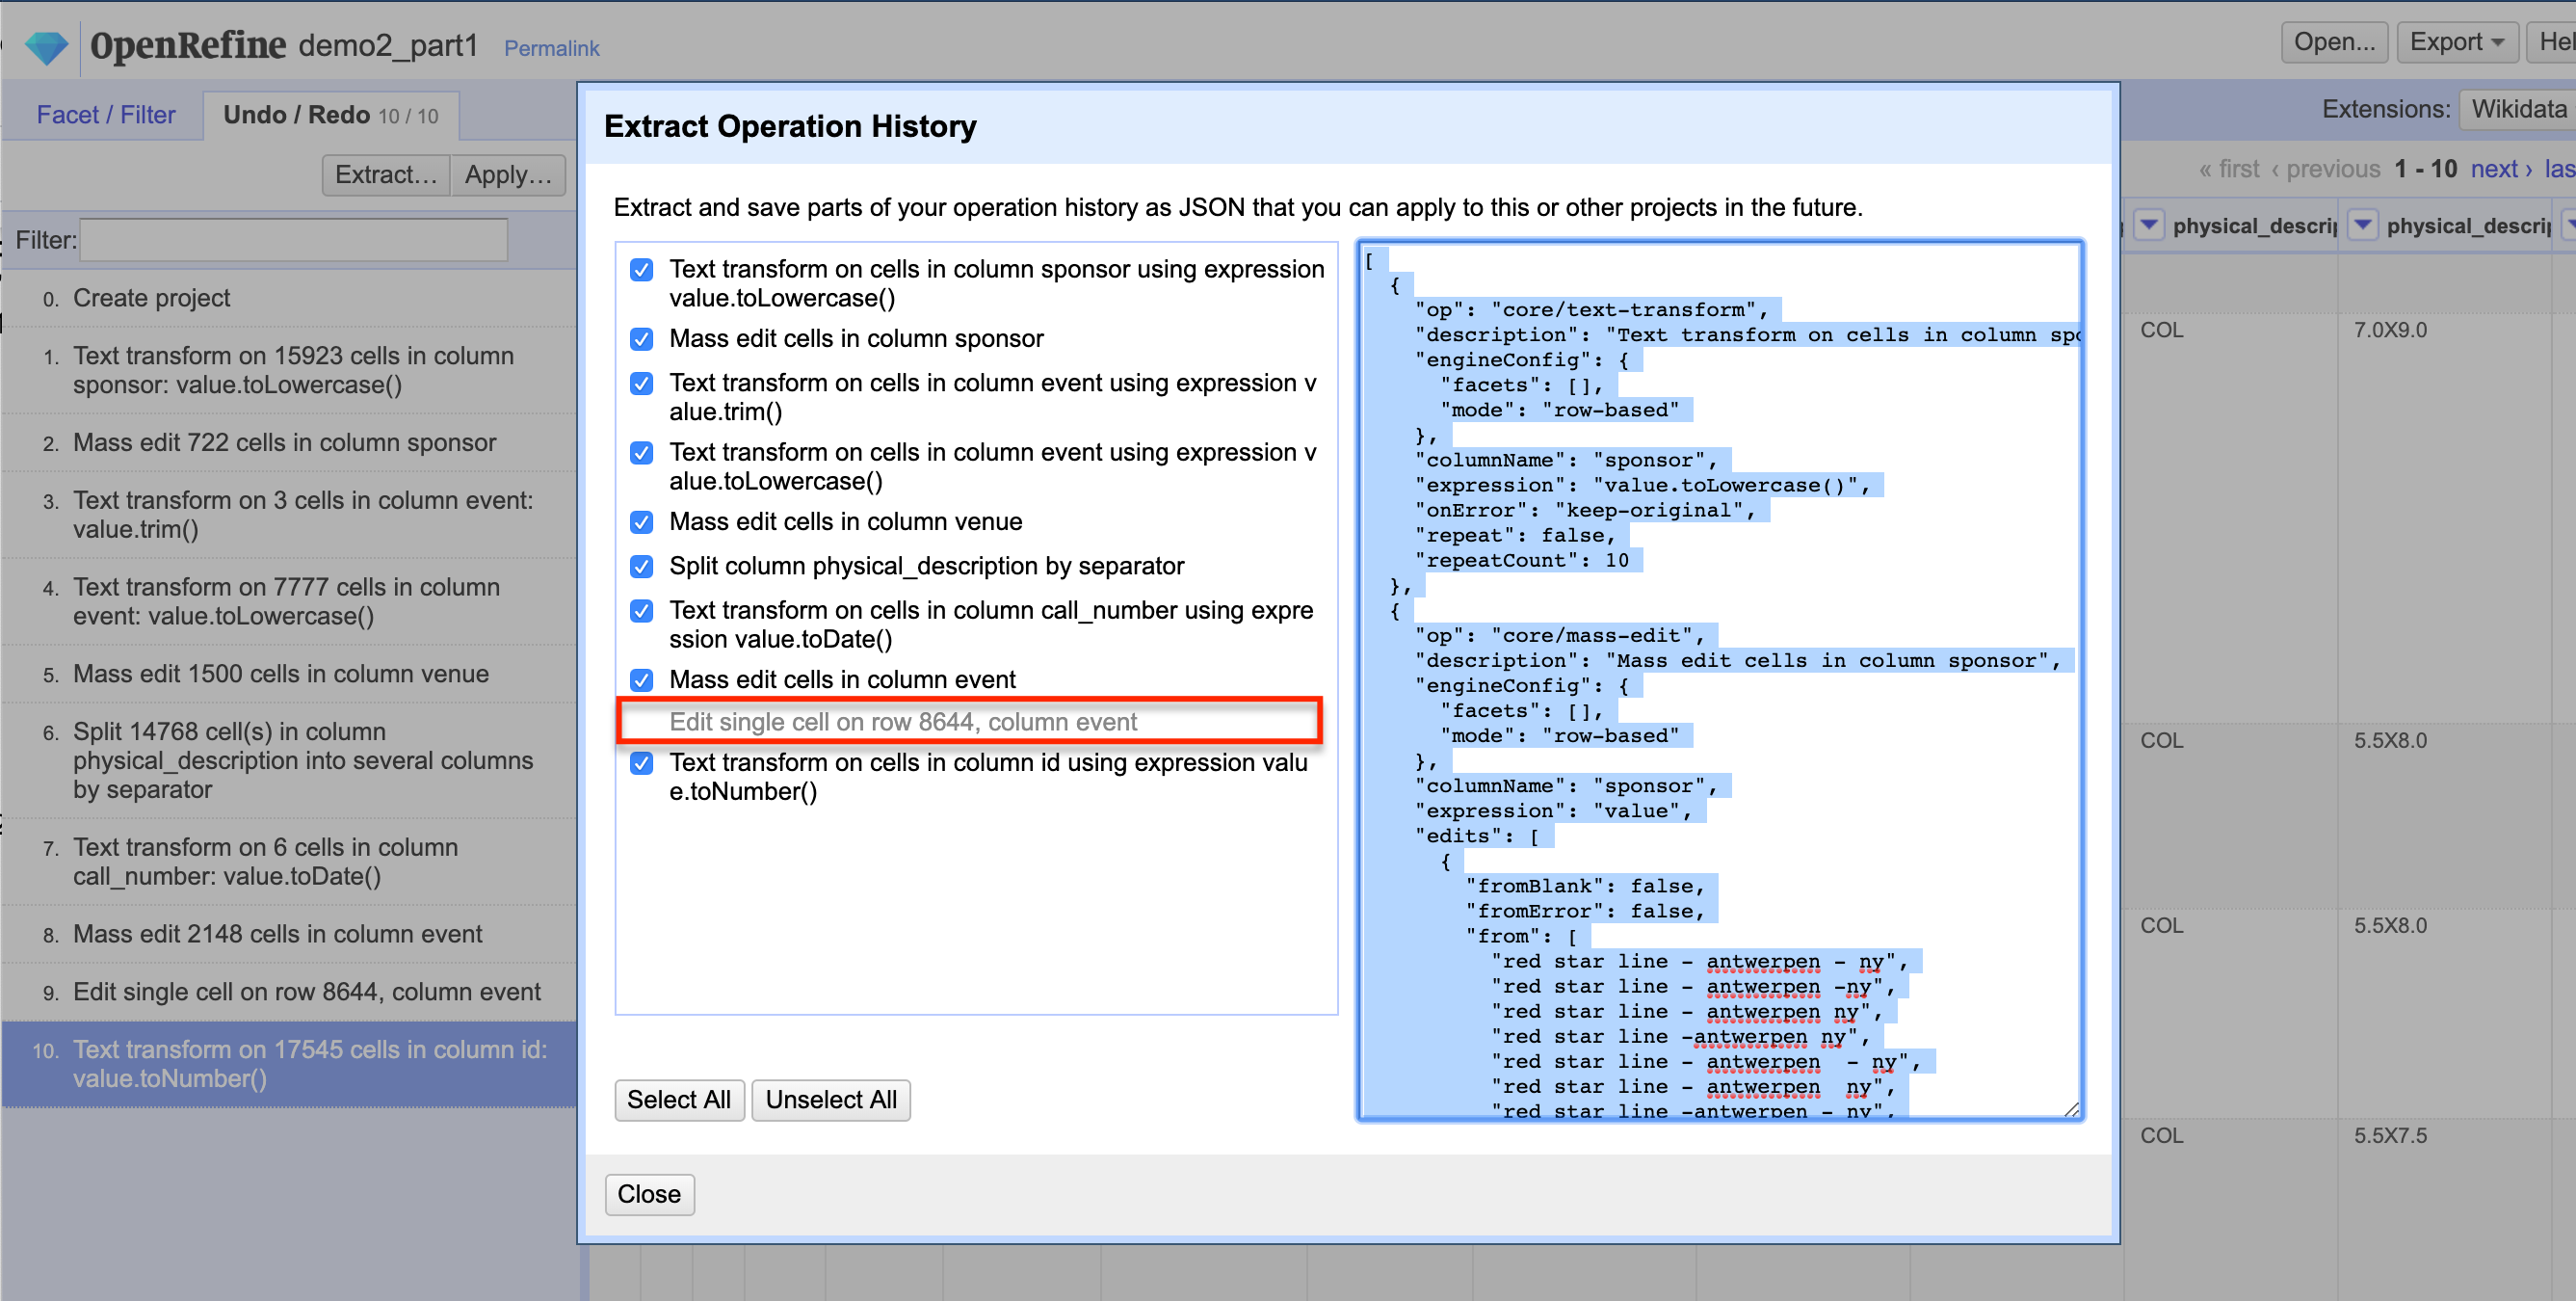 OpenRefine demo2_part1 Permalink
Open... Export
Facet / Filter Undo / Redo 10 / 10
Extensions: Wikidata
Extract... Apply...
« first ‹ previous 1 - 10 next ›
Filter:
0. Create project
1. Text transform on 15923 cells in column
sponsor: value.toLowercase()
2. Mass edit 722 cells in column sponsor
3. Text transform on 3 cells in column event:
value.trim()
4. Text transform on 7777 cells in column
event: value.toLowercase()
5. Mass edit 1500 cells in column venue
6. Split 14768 cell(s) in column
physical_description into several columns
by separator
7. Text transform on 6 cells in column
call_number: value.toDate()
8. Mass edit 2148 cells in column event
9. Edit single cell on row 8644, column event
10. Text transform on 17545 cells in column id:
value.toNumber()
Extract Operation History
Extract and save parts of your operation history as JSON that you can apply to this or other projects in the future.
Text transform on cells in column sponsor using expression
value.toLowercase()
Mass edit cells in column sponsor
Text transform on cells in column event using expression v
alue.trim()
Text transform on cells in column event using expression v
alue.toLowercase()
Mass edit cells in column venue
Split column physical_description by separator
Text transform on cells in column call_number using expre
ssion value.toDate()
Mass edit cells in column event
Edit single cell on row 8644, column event
Text transform on cells in column id using expression valu
e.toNumber()
Select All Unselect All
Close
[
{
"op": "core/text-transform",
"description": "Text transform on cells in column spo
"engineConfig": {
"facets": [],
"mode": "row-based"
},
"columnName": "sponsor",
"expression": "value.toLowercase()",
"onError": "keep-original",
"repeat": false,
"repeatCount": 10
},
{
"op": "core/mass-edit",
"description": "Mass edit cells in column sponsor",
"engineConfig": {
"facets": [],
"mode": "row-based"
},
"columnName": "sponsor",
"expression": "value",
"edits": [
{
"fromBlank": false,
"fromError": false,
"from": [
"red star line - antwerpen - ny",
"red star line - antwerpen -ny",
"red star line - antwerpen ny",
"red star line -antwerpen ny",
"red star line - antwerpen  - ny",
"red star line - antwerpen  ny",
"red star line -antwerpen - ny",
physical_descrip physical_descrip
COL 7.0X9.0
COL 5.5X8.0
COL 5.5X8.0
COL 5.5X7.5